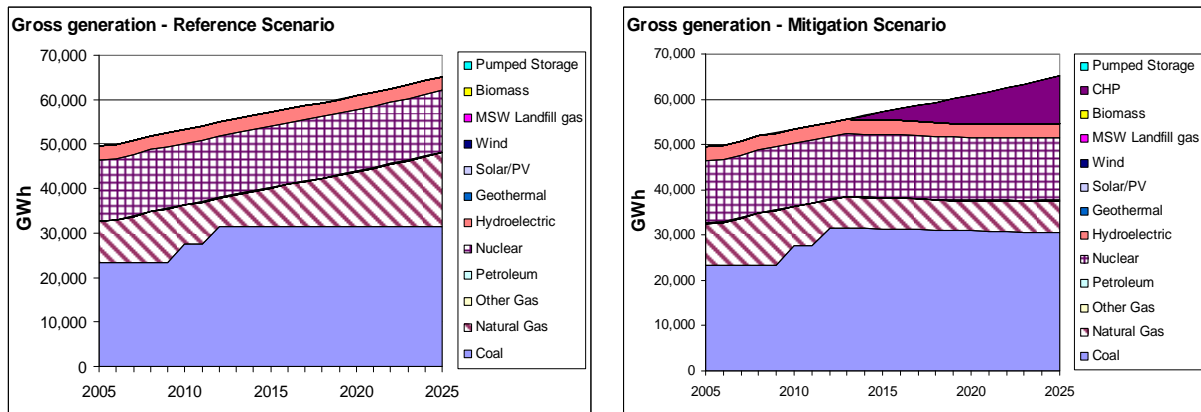 Gross generation - Reference Scenario
70,000
60,000
50,000
40,000
30,000
20,000
10,000
0
GWh
2005
2010
2015
2020
2025
Pumped Storage
Biomass
MSW Landfill gas
Wind
Solar/PV
Geothermal
Hydroelectric
Nuclear
Petroleum
Other Gas
Natural Gas
Coal
Gross generation - Mitigation Scenario
70,000
60,000
50,000
40,000
30,000
20,000
10,000
0
GWh
2005
2010
2015
2020
2025
Pumped Storage
CHP
Biomass
MSW Landfill gas
Wind
Solar/PV
Geothermal
Hydroelectric
Nuclear
Petroleum
Other Gas
Natural Gas
Coal